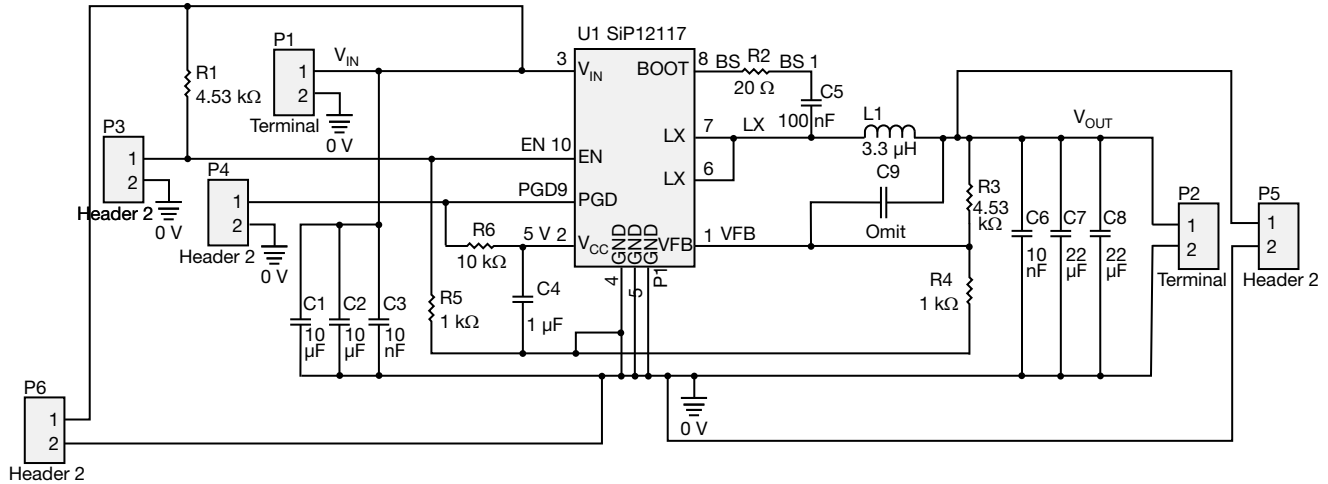 U1 SiP12117
P1
1
2
Terminal
0 V
V_IN
3
V_IN
BOOT
8
BS
R2
20 Ω
BS 1
C5
100 nF
R1
4.53 kΩ
P3
1
2
Header 2
0 V
EN 10
EN
LX
7
LX
L1
3.3 µH
V_OUT
P4
1
2
Header 2
0 V
PGD9
PGD
LX
6
C9
Omit
R3
4.53
kΩ
R6
10 kΩ
5 V 2
V_CC
GND
GND
GND
VFB
1
VFB
4
5
P1
C6
10
nF
C7
22
µF
C8
22
µF
P2
1
2
Terminal
P5
1
2
Header 2
C1
10
µF
C2
10
µF
C3
10
nF
R5
1 kΩ
C4
1 µF
R4
1 kΩ
0 V
P6
1
2
Header 2